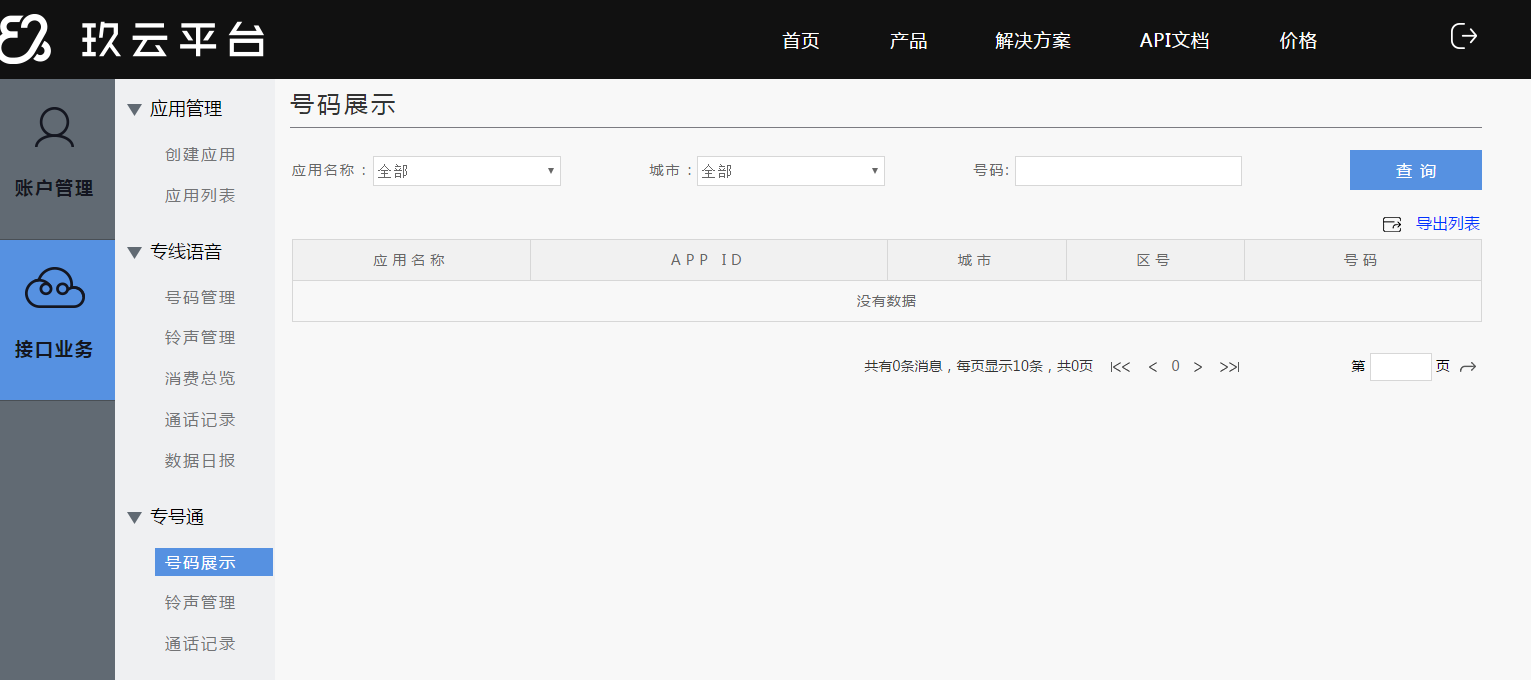 玖云平台
首页 产品 解决方案 API文档 价格
账户管理
接口业务
应用管理
创建应用
应用列表
专线语音
号码管理
铃声管理
消费总览
通话记录
数据日报
专号通
号码展示
铃声管理
通话记录
号码展示
应用名称： 全部 城市： 全部 号码: 查询
导出列表
应用名称 APP ID 城市 区号 号码
没有数据
共有0条消息，每页显示10条，共0页 |<< < 0 > >>| 第 页